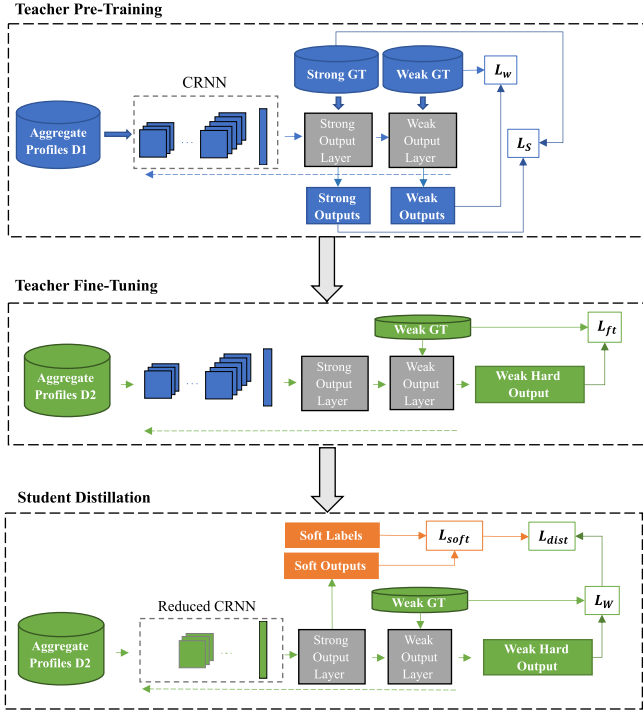 Teacher Pre-Training
CRNN
Strong GT
Weak GT
L_w
Aggregate
Profiles D1
...
Strong
Output
Layer
Weak
Output
Layer
L_S
Strong
Outputs
Weak
Outputs
Teacher Fine-Tuning
Weak GT
L_ft
Aggregate
Profiles D2
...
Strong
Output
Layer
Weak
Output
Layer
Weak Hard
Output
Student Distillation
Soft Labels
L_soft
L_dist
Soft Outputs
Reduced CRNN
Weak GT
L_W
Aggregate
Profiles D2
...
Strong
Output
Layer
Weak
Output
Layer
Weak Hard
Output